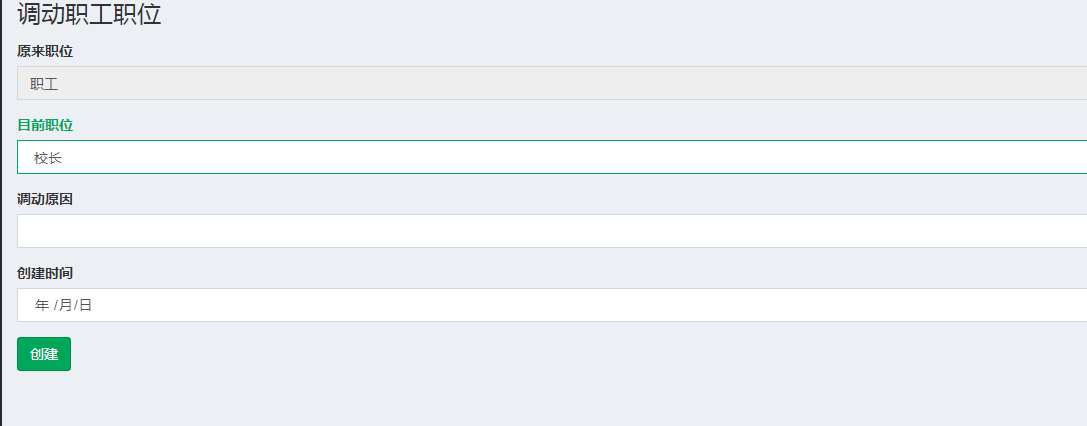 调动职工职位
原来职位
职工
目前职位
校长
调动原因
创建时间
年 /月/日
创建